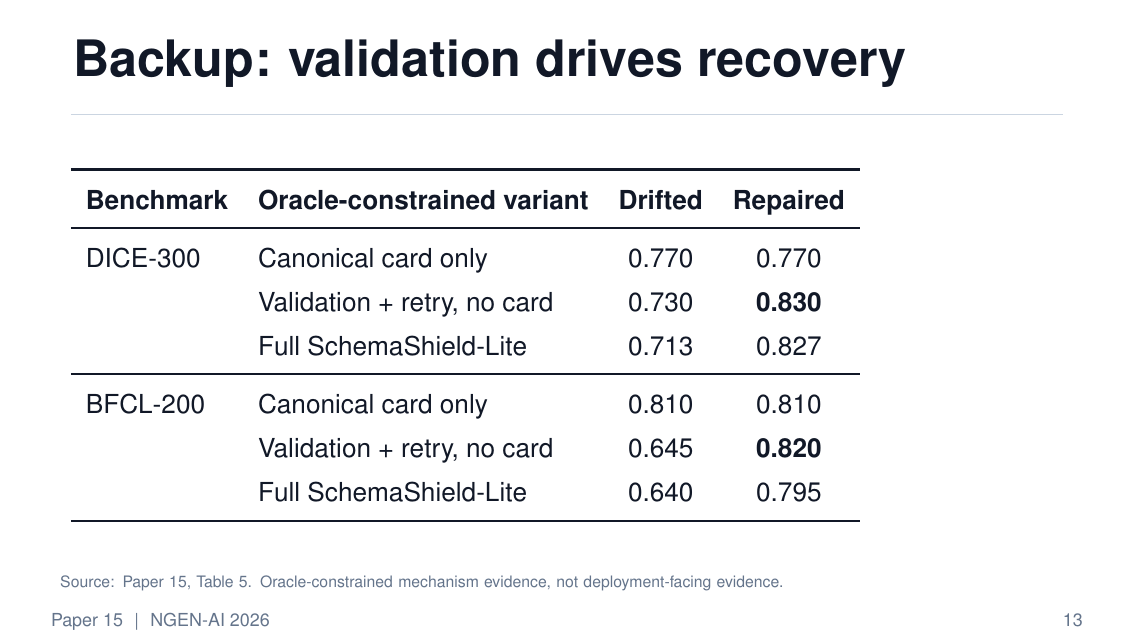 Backup: validation drives recovery
Benchmark Oracle-constrained variant Drifted Repaired
DICE-300 Canonical card only 0.770 0.770
Validation + retry, no card 0.730 0.830
Full SchemaShield-Lite 0.713 0.827
BFCL-200 Canonical card only 0.810 0.810
Validation + retry, no card 0.645 0.820
Full SchemaShield-Lite 0.640 0.795
Source: Paper 15, Table 5. Oracle-constrained mechanism evidence, not deployment-facing evidence.
Paper 15 | NGEN-AI 2026 13